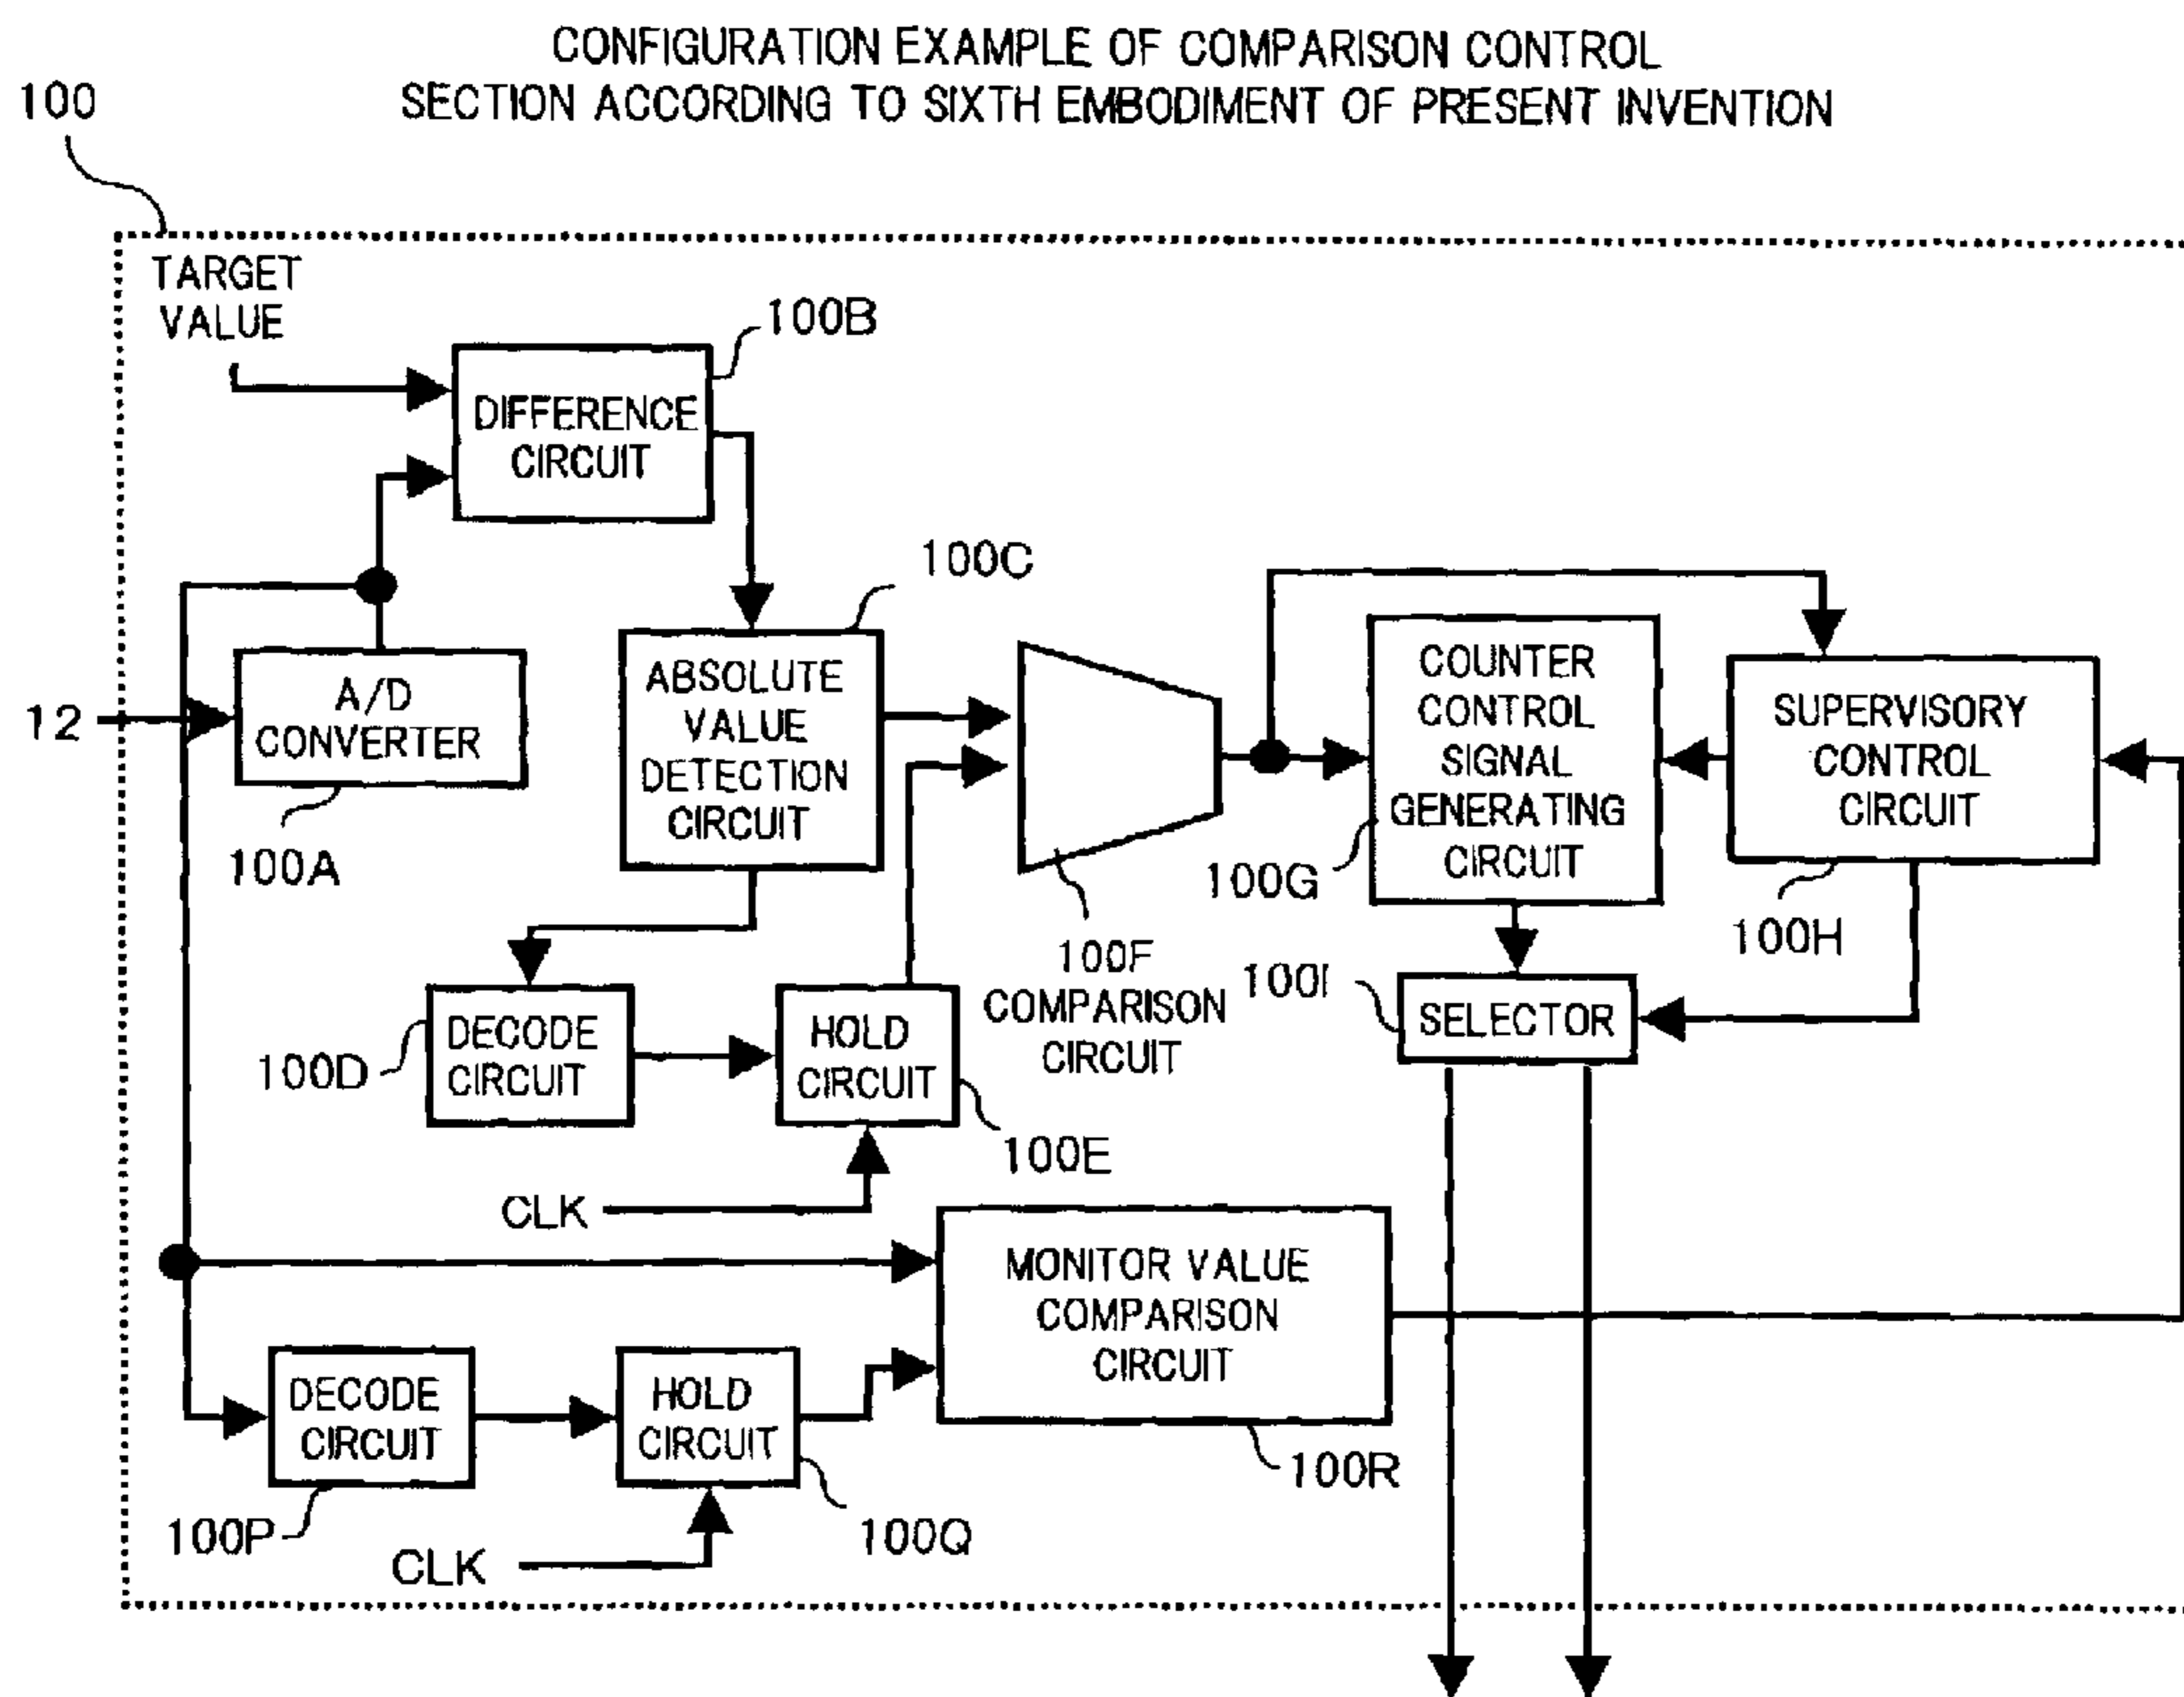 CONFIGURATION EXAMPLE OF COMPARISON CONTROL
SECTION ACCORDING TO SIXTH EMBODIMENT OF PRESENT INVENTION
100
TARGET
VALUE
100B
DIFFERENCE
CIRCUIT
100C
12
A/D
CONVERTER
100A
ABSOLUTE
VALUE
DETECTION
CIRCUIT
COUNTER
CONTROL
SIGNAL
GENERATING
CIRCUIT
100G
SUPERVISORY
CONTROL
CIRCUIT
100H
100F
COMPARISON
CIRCUIT
100I
SELECTOR
100D
DECODE
CIRCUIT
HOLD
CIRCUIT
100E
CLK
MONITOR VALUE
COMPARISON
CIRCUIT
100R
DECODE
CIRCUIT
100P
HOLD
CIRCUIT
100Q
CLK